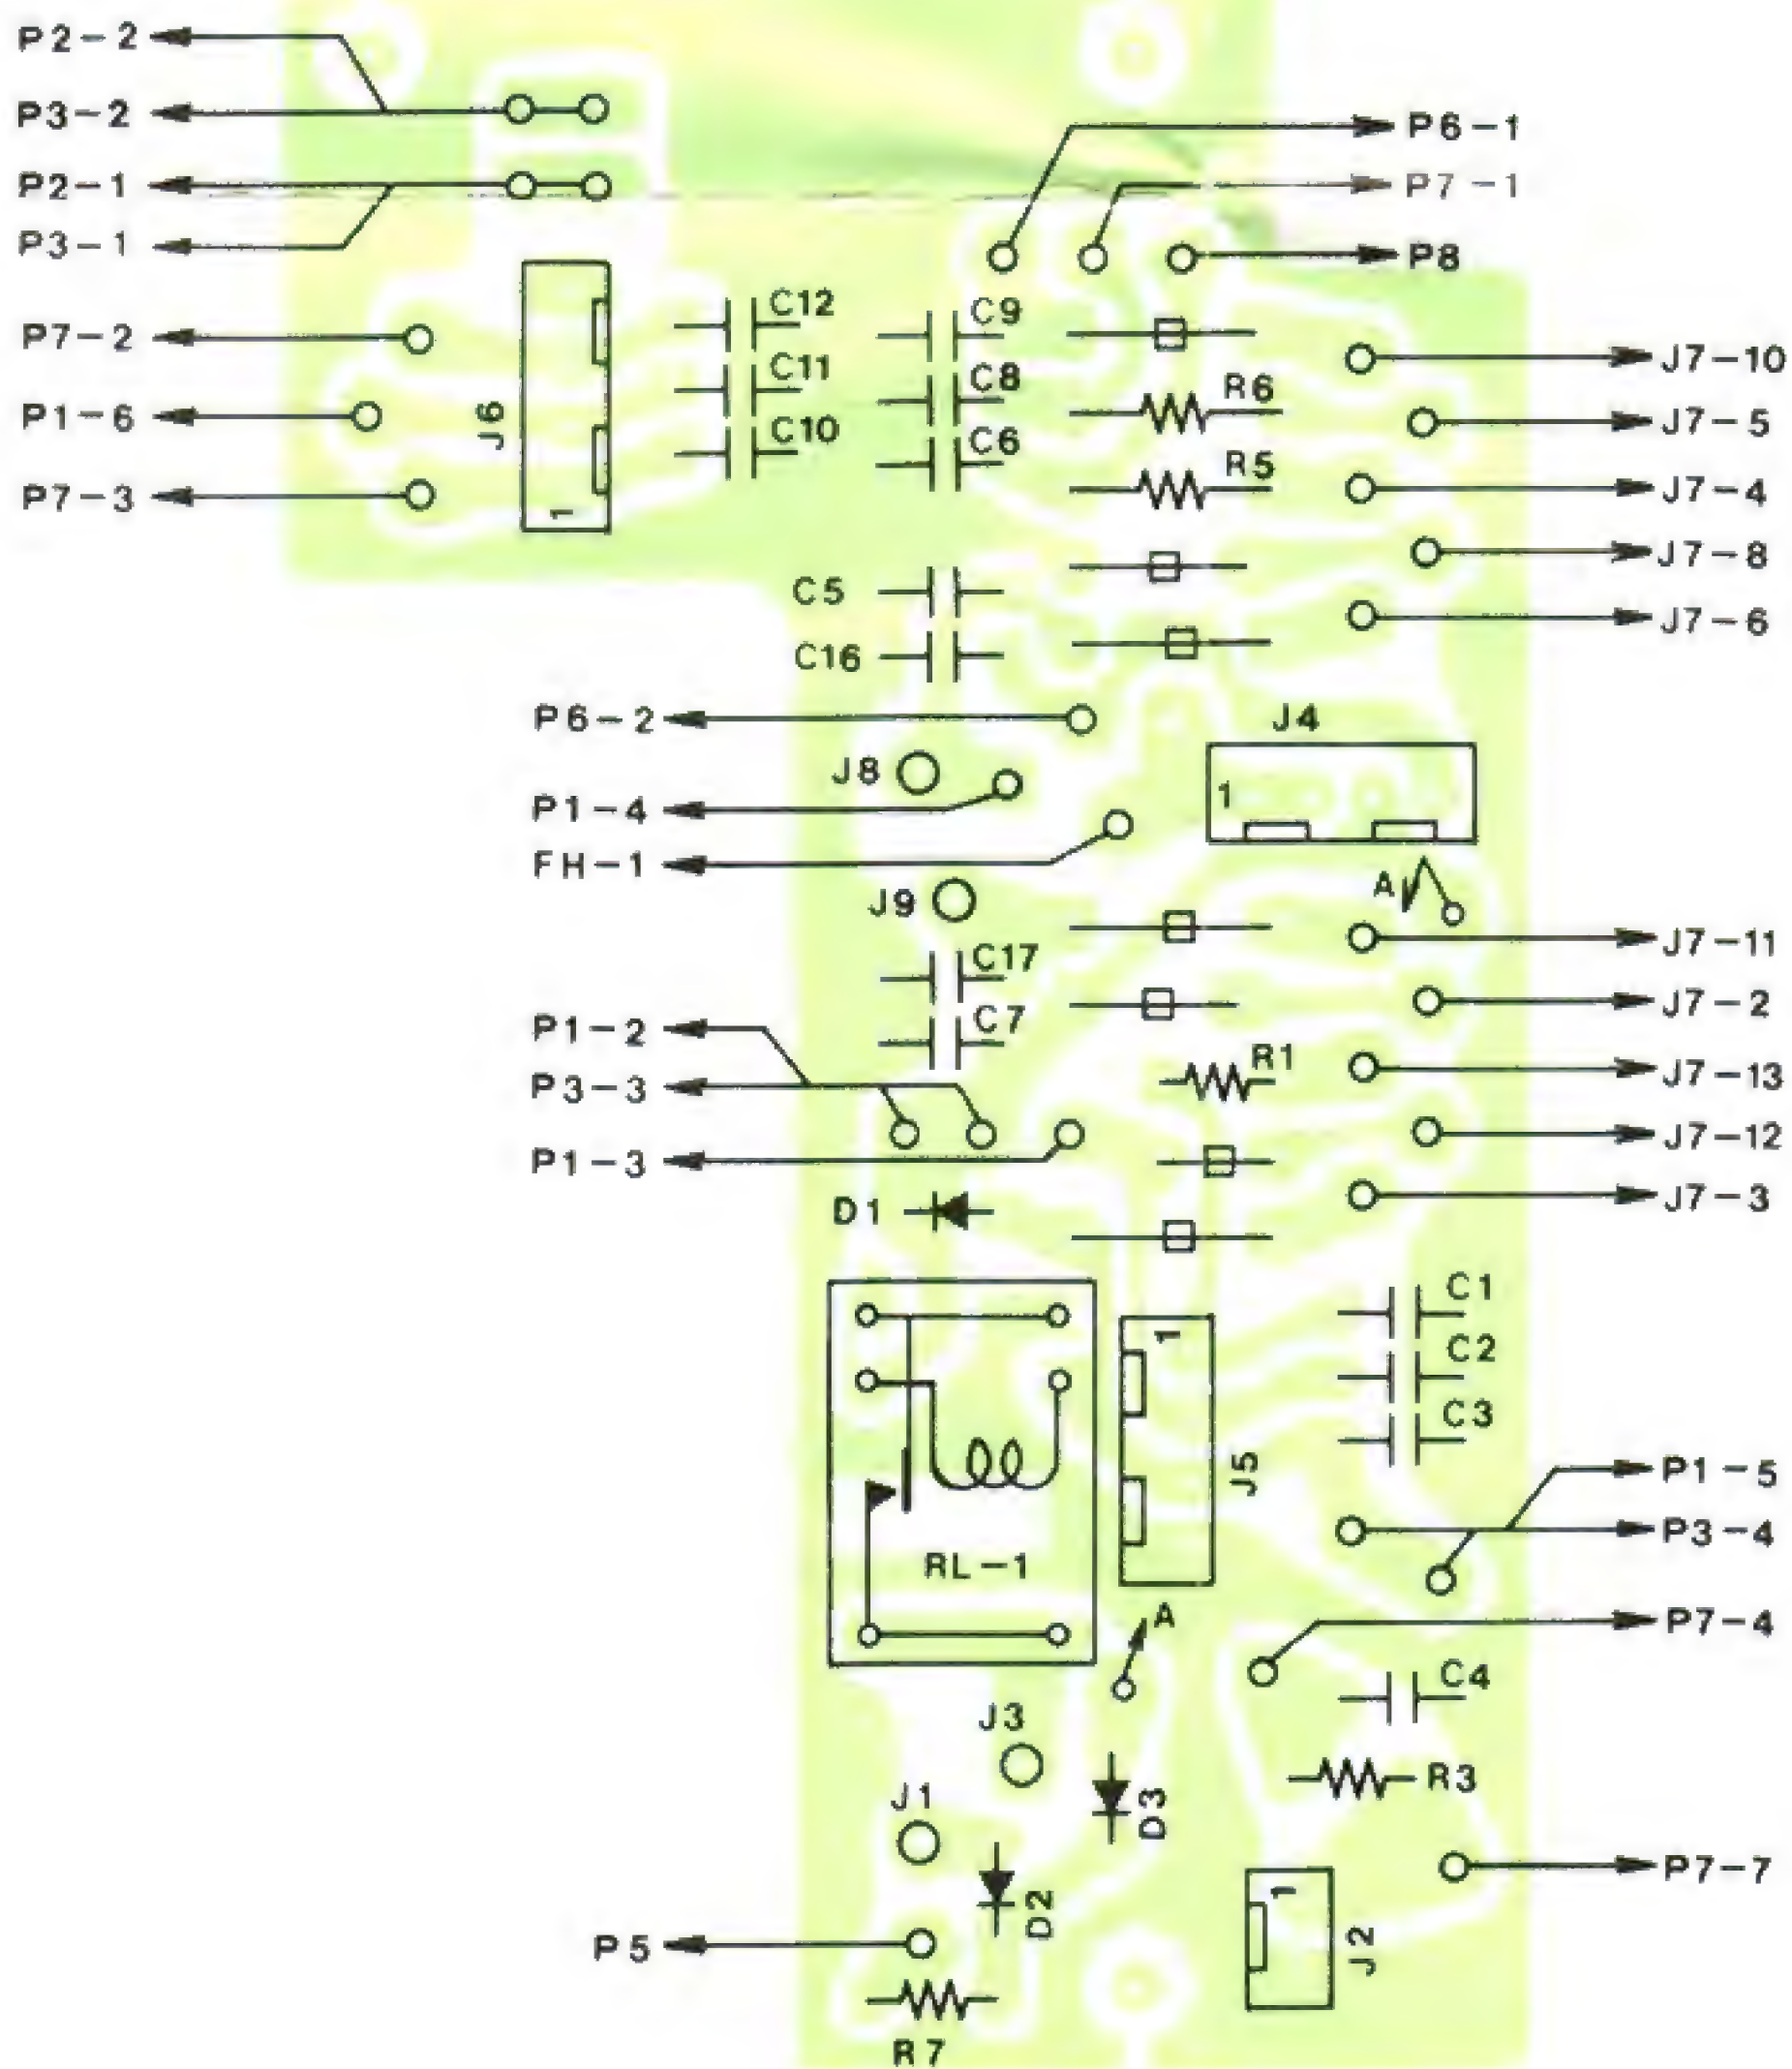 P2-2
P3-2
P2-1
P3-1
P6-1
P7-1
P8
C12
C9
P7-2
J7-10
C11
C8
R6
P1-6
J6
J7-5
C10
C6
R5
P7-3
1
J7-4
J7-8
C5
J7-6
C16
P6-2
J4
J8
1
P1-4
FH-1
A
J9
J7-11
C17
J7-2
P1-2
C7
R1
P3-3
J7-13
J7-12
P1-3
J7-3
D1
C1
1
C2
C3
J5
P1-5
P3-4
RL-1
A
P7-4
C4
J3
R3
J1
D3
P7-7
1
D2
J2
P5
R7